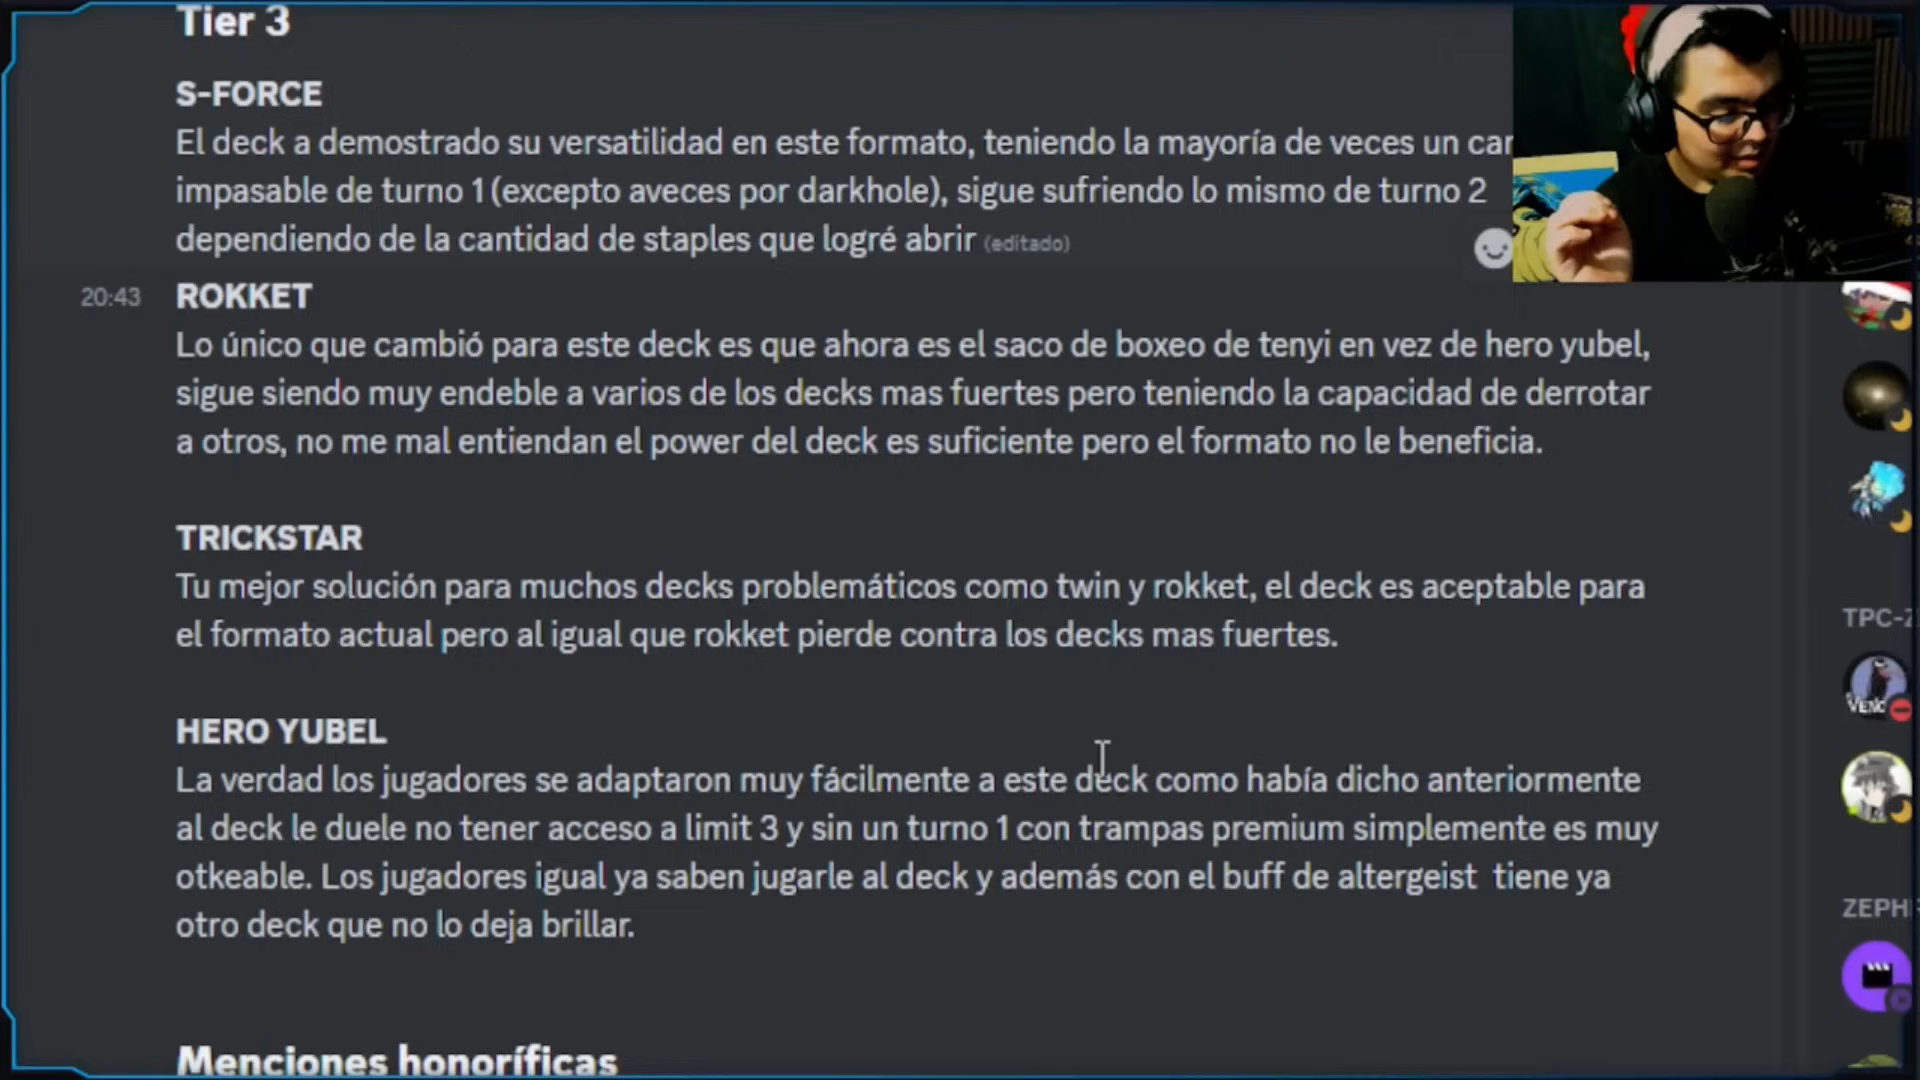 Tier 3
S-FORCE
El deck a demostrado su versatilidad en este formato, teniendo la mayoría de veces un
impasable de turno 1(excepto aveces por darkhole), sigue sufriendo lo mismo de turno 2
dependiendo de la cantidad de staples que logré abrir (editado)
20:43 ROKKET
Lo único que cambió para este deck es que ahora es el saco de boxeo de tenyi en vez de hero yubel,
sigue siendo muy endeble a varios de los decks mas fuertes pero teniendo la capacidad de derrotar
a otros, no me mal entiendan el power del deck es suficiente pero el formato no le beneficia.
TRICKSTAR
Tu mejor solución para muchos decks problemáticos como twin y rokket, el deck es aceptable para
el formato actual pero al igual que rokket pierde contra los decks mas fuertes.
TPC-
HERO YUBEL
La verdad los jugadores se adaptaron muy fácilmente a este deck como había dicho anteriormente
al deck le duele no tener acceso a limit 3 y sin un turno 1 con trampas premium simplemente es muy
otkeable. Los jugadores igual ya saben jugarle al deck y además con el buff de altergeist tiene ya
otro deck que no lo deja brillar.
ZEPH
Menciones honoríficas